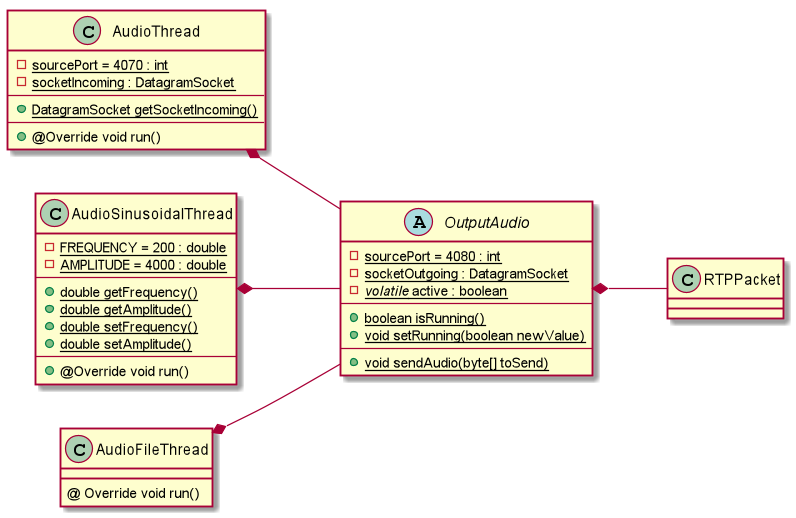 C AudioThread
sourcePort = 4070 : int
socketIncoming : DatagramSocket
DatagramSocket getSocketIncoming()
@Override void run()
C AudioSinusoidalThread
FREQUENCY = 200 : double
AMPLITUDE = 4000 : double
double getFrequency()
double getAmplitude()
double setFrequency()
double setAmplitude()
@Override void run()
C AudioFileThread
@ Override void run()
A OutputAudio
sourcePort = 4080 : int
socketOutgoing : DatagramSocket
volatile active : boolean
boolean isRunning()
void setRunning(boolean newValue)
void sendAudio(byte[] toSend)
C RTPPacket